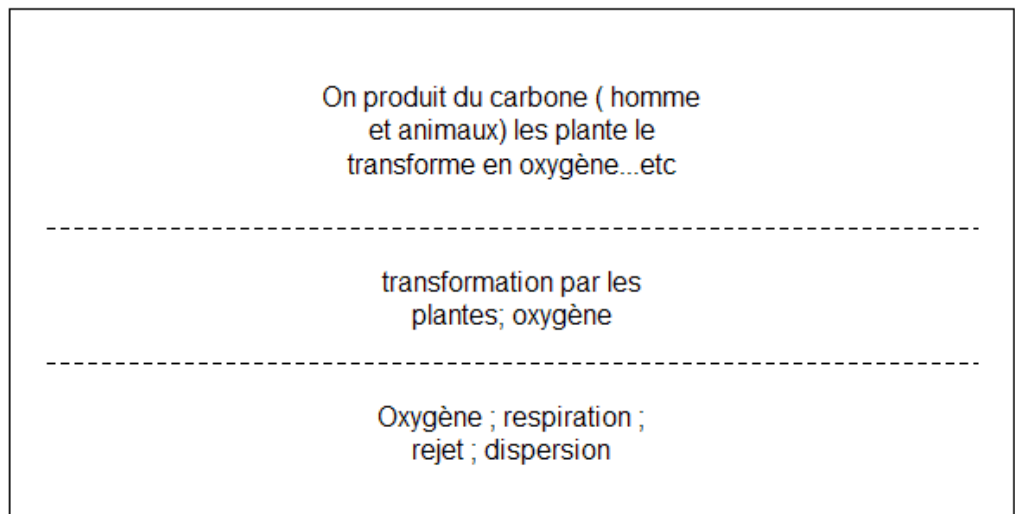 On produit du carbone ( homme
et animaux) les plante le
transforme en oxygène...etc
transformation par les
plantes; oxygène
Oxygène ; respiration ;
rejet ; dispersion